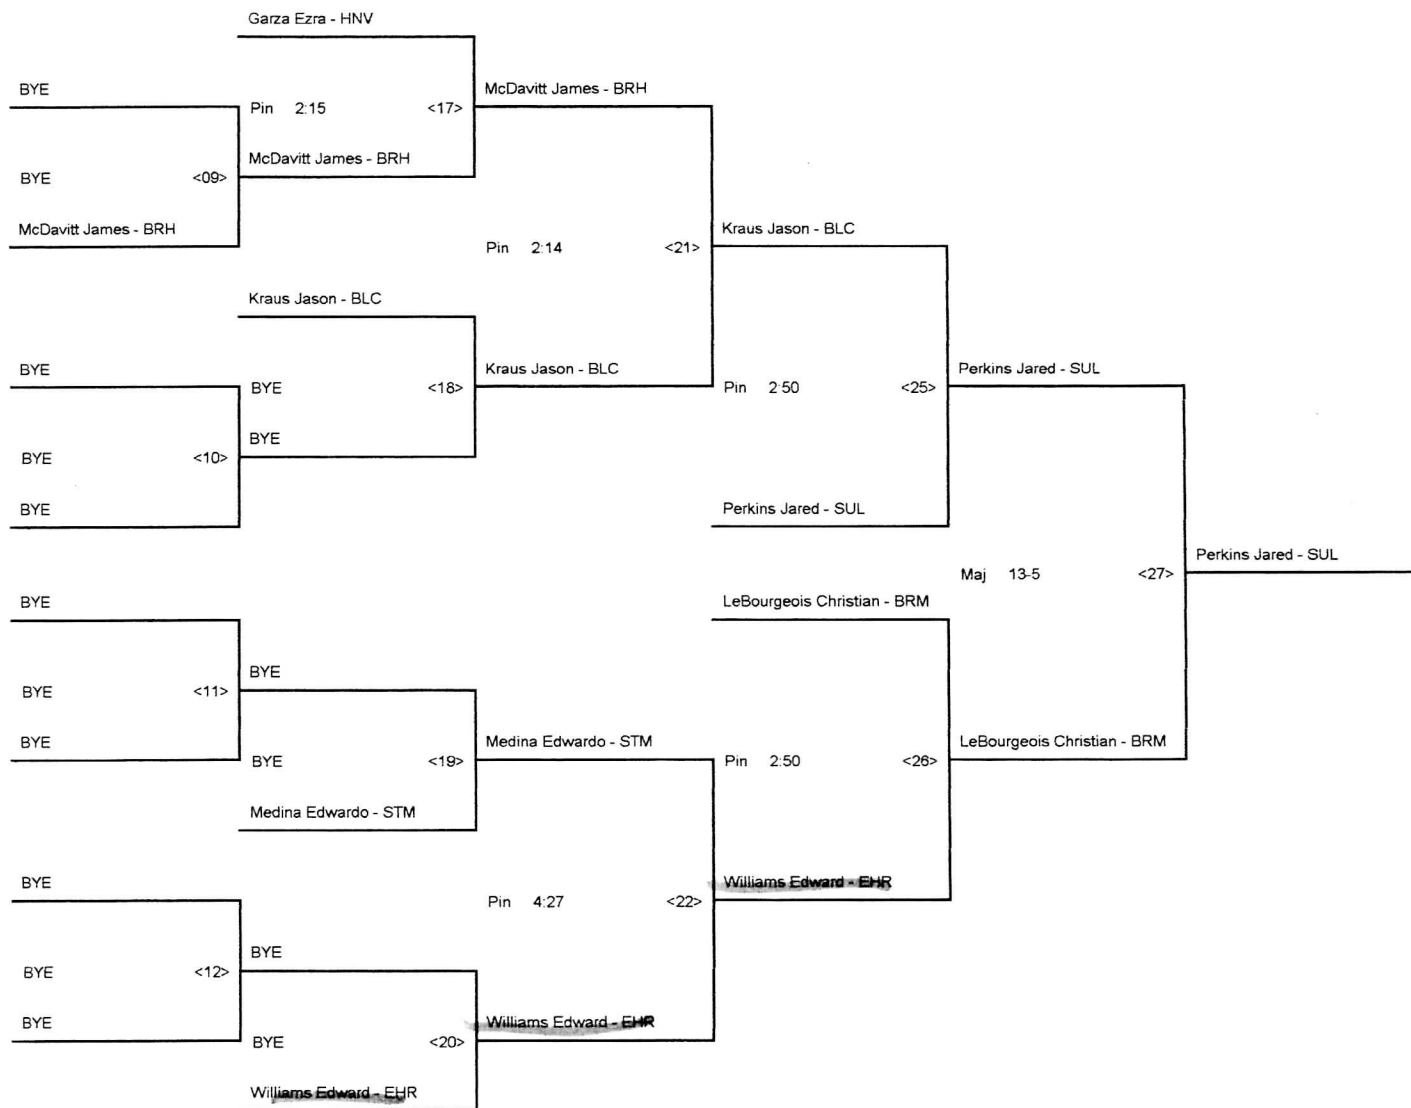 Garza Ezra - HNV
BYE
Pin 2:15 <17>
McDavitt James - BRH
McDavitt James - BRH
BYE <09>
McDavitt James - BRH
Pin 2:14 <21>
Kraus Jason - BLC
Kraus Jason - BLC
BYE
BYE <18>
Kraus Jason - BLC
Pin 2:50 <25>
Perkins Jared - SUL
BYE
BYE <10>
BYE
Perkins Jared - SUL
Maj 13-5 <27>
Perkins Jared - SUL
BYE
LeBourgeois Christian - BRM
BYE
BYE <11>
BYE
BYE <19>
Medina Edwardo - STM
Pin 2:50 <26>
LeBourgeois Christian - BRM
Medina Edwardo - STM
BYE
Pin 4:27 <22>
Williams Edward - EHR
BYE
BYE <12>
BYE
BYE <20>
Williams Edward - EHR
Williams Edward - EHR